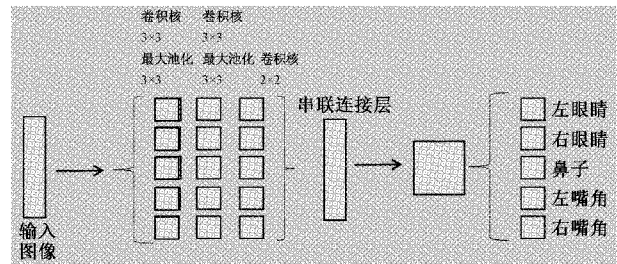 卷积核 卷积核
3×3 3×3
最大池化 最大池化 卷积核
3×3 3×3 2×2
串联连接层
输入
图像
左眼睛
右眼睛
鼻子
左嘴角
右嘴角